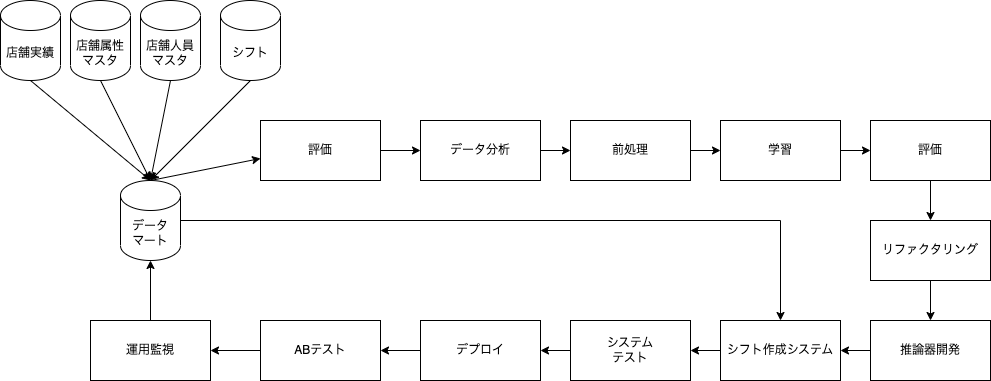 店舗実績
店舗属性
マスタ
店舗人員
マスタ
シフト
評価
データ分析
前処理
学習
評価
データ
マート
リファクタリング
運用監視
ABテスト
デプロイ
システム
テスト
シフト作成システム
推論器開発